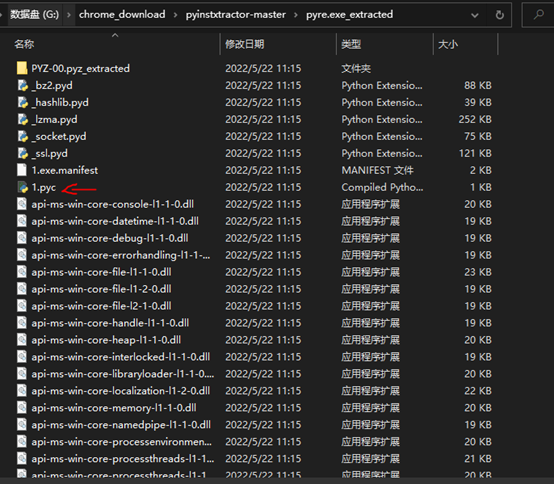 数据盘 (G:) chrome_download pyinstxtractor-master pyre.exe_extracted
名称 修改日期 类型 大小
PYZ-00.pyz_extracted 2022/5/22 11:15 文件夹
_bz2.pyd 2022/5/22 11:15 Python Extensio... 88 KB
_hashlib.pyd 2022/5/22 11:15 Python Extensio... 39 KB
_lzma.pyd 2022/5/22 11:15 Python Extensio... 252 KB
_socket.pyd 2022/5/22 11:15 Python Extensio... 75 KB
_ssl.pyd 2022/5/22 11:15 Python Extensio... 121 KB
1.exe.manifest 2022/5/22 11:15 MANIFEST 文件 2 KB
1.pyc 2022/5/22 11:15 Compiled Pytho... 1 KB
api-ms-win-core-console-l1-1-0.dll 2022/5/22 11:15 应用程序扩展 20 KB
api-ms-win-core-datetime-l1-1-0.dll 2022/5/22 11:15 应用程序扩展 19 KB
api-ms-win-core-debug-l1-1-0.dll 2022/5/22 11:15 应用程序扩展 19 KB
api-ms-win-core-errorhandling-l1-1-... 2022/5/22 11:15 应用程序扩展 19 KB
api-ms-win-core-file-l1-1-0.dll 2022/5/22 11:15 应用程序扩展 23 KB
api-ms-win-core-file-l1-2-0.dll 2022/5/22 11:15 应用程序扩展 19 KB
api-ms-win-core-file-l2-1-0.dll 2022/5/22 11:15 应用程序扩展 19 KB
api-ms-win-core-handle-l1-1-0.dll 2022/5/22 11:15 应用程序扩展 19 KB
api-ms-win-core-heap-l1-1-0.dll 2022/5/22 11:15 应用程序扩展 20 KB
api-ms-win-core-interlocked-l1-1-0.dll 2022/5/22 11:15 应用程序扩展 19 KB
api-ms-win-core-libraryloader-l1-1-... 2022/5/22 11:15 应用程序扩展 20 KB
api-ms-win-core-localization-l1-2-0.dll 2022/5/22 11:15 应用程序扩展 22 KB
api-ms-win-core-memory-l1-1-0.dll 2022/5/22 11:15 应用程序扩展 20 KB
api-ms-win-core-namedpipe-l1-1-0.dll 2022/5/22 11:15 应用程序扩展 19 KB
api-ms-win-core-processenvironmen... 2022/5/22 11:15 应用程序扩展 20 KB
api-ms-win-core-processthreads-l1-1... 2022/5/22 11:15 应用程序扩展 21 KB
api-ms-win-core-processthreads-l1-1... 2022/5/22 11:15 应用程序扩展 20 KB